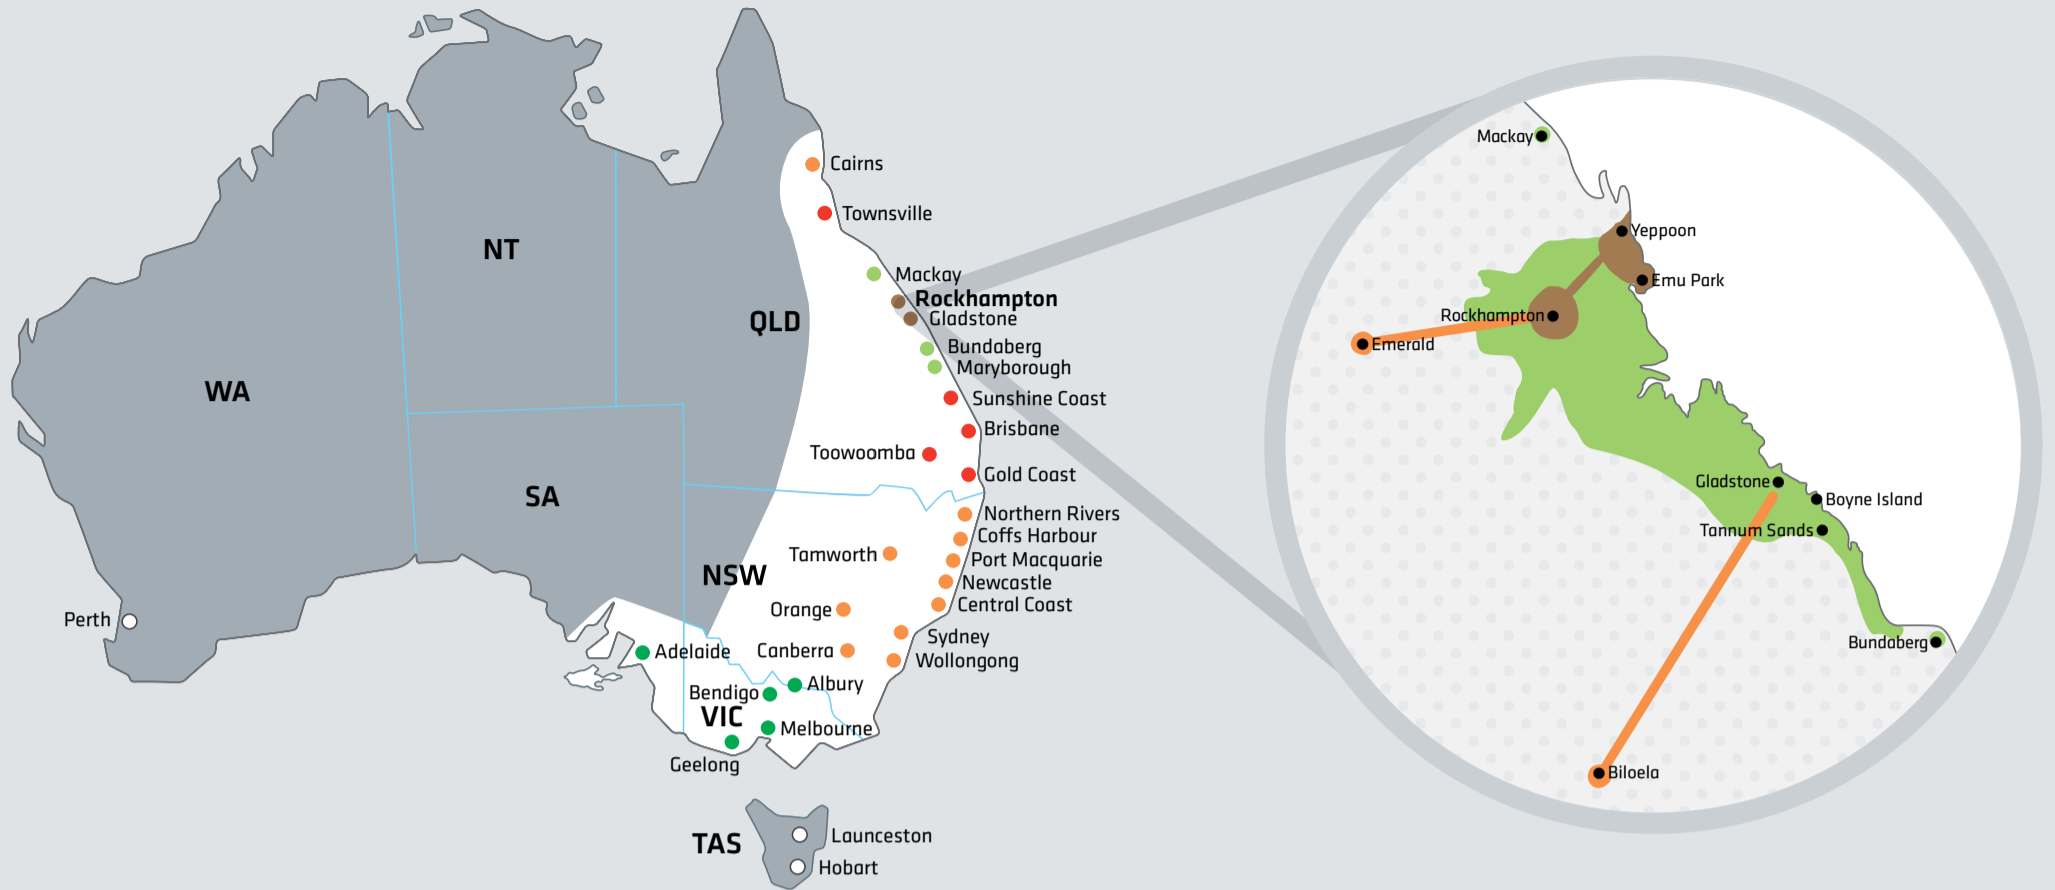 NT
QLD
WA
SA
NSW
VIC
TAS
Cairns
Townsville
Mackay
Rockhampton
Gladstone
Bundaberg
Maryborough
Sunshine Coast
Brisbane
Toowoomba
Gold Coast
Northern Rivers
Coffs Harbour
Tamworth
Port Macquarie
Newcastle
Orange
Central Coast
Sydney
Canberra
Wollongong
Perth
Adelaide
Albury
Bendigo
Melbourne
Geelong
Launceston
Hobart
Mackay
Yeppoon
Emu Park
Rockhampton
Emerald
Gladstone
Boyne Island
Tannum Sands
Bundaberg
Biloela